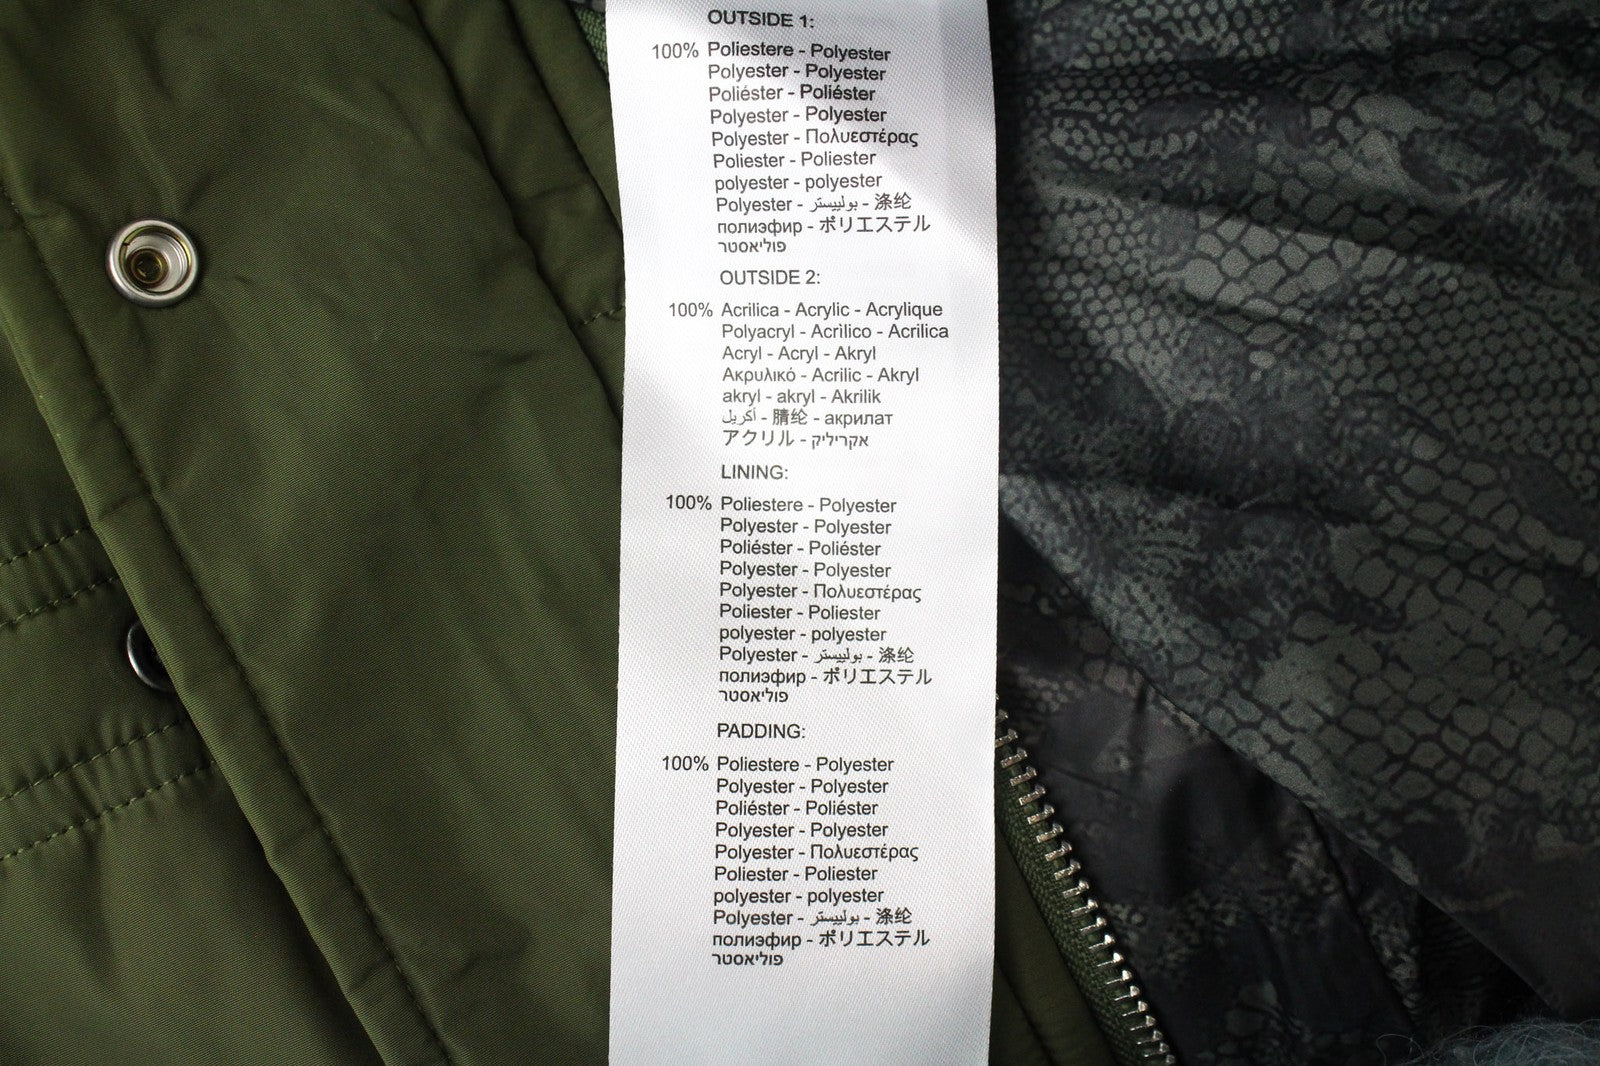 OUTSIDE 1:
100% Poliestere - Polyester
Polyester - Polyester
Poliéster - Poliéster
Polyester - Polyester
Polyester - Πολυεστέρας
Poliester - Poliester
polyester - polyester
Polyester - بولييستر - 涤纶
полиэфир - ポリエステル
פוליאסטר
OUTSIDE 2:
100% Acrilica - Acrylic - Acrylique
Polyacryl - Acrìlico - Acrilica
Acryl - Acryl - Akryl
Ακρυλικό - Acrilic - Akryl
akryl - akryl - Akrilik
أكريل - 腈纶 - акрилат
アクリル - אקריליק
LINING:
100% Poliestere - Polyester
Polyester - Polyester
Poliéster - Poliéster
Polyester - Polyester
Polyester - Πολυεστέρας
Poliester - Poliester
polyester - polyester
Polyester - بولييستر - 涤纶
полиэфир - ポリエステル
פוליאסטר
PADDING:
100% Poliestere - Polyester
Polyester - Polyester
Poliéster - Poliéster
Polyester - Polyester
Polyester - Πολυεστέρας
Poliester - Poliester
polyester - polyester
Polyester - بولييستر - 涤纶
полиэфир - ポリエステル
פוליאסטר